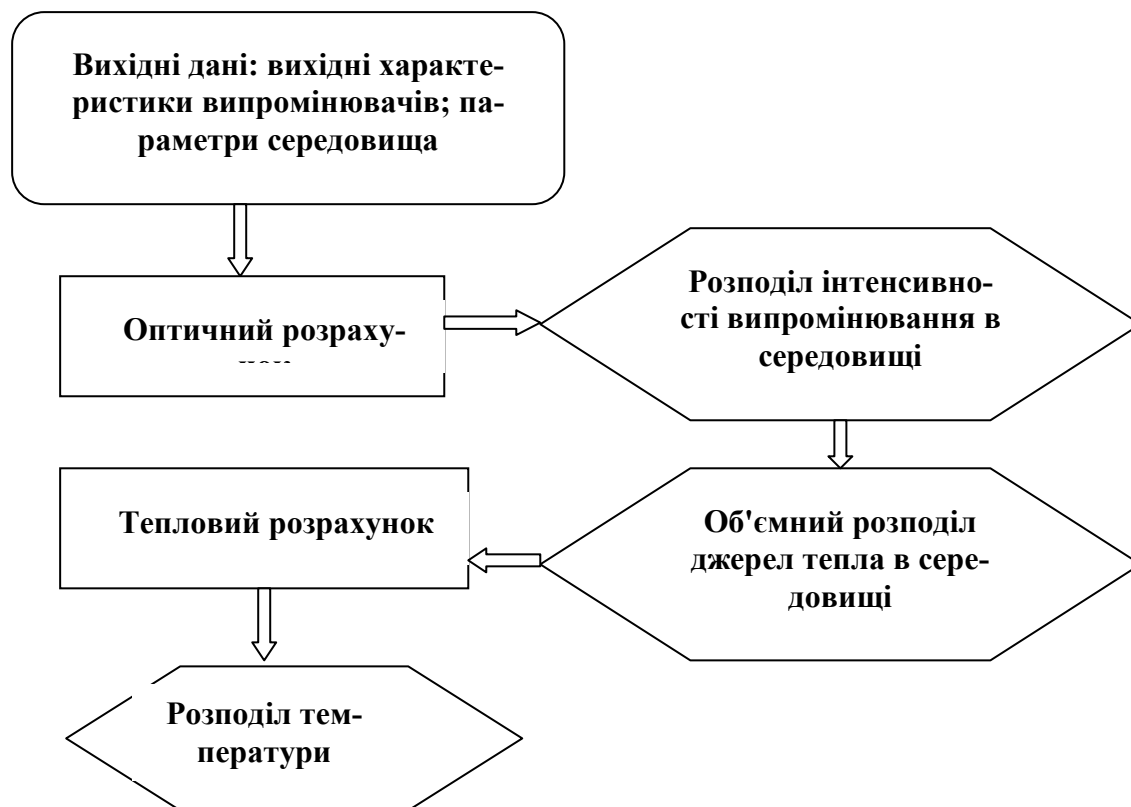 Вихідні дані: вихідні характе-
ристики випромінювачів; па-
раметри середовища
Оптичний розраху-
Розподіл інтенсивно-
сті випромінювання в
середовищі
Об'ємний розподіл
джерел тепла в сере-
довищі
Тепловий розрахунок
Розподіл тем-
ператури